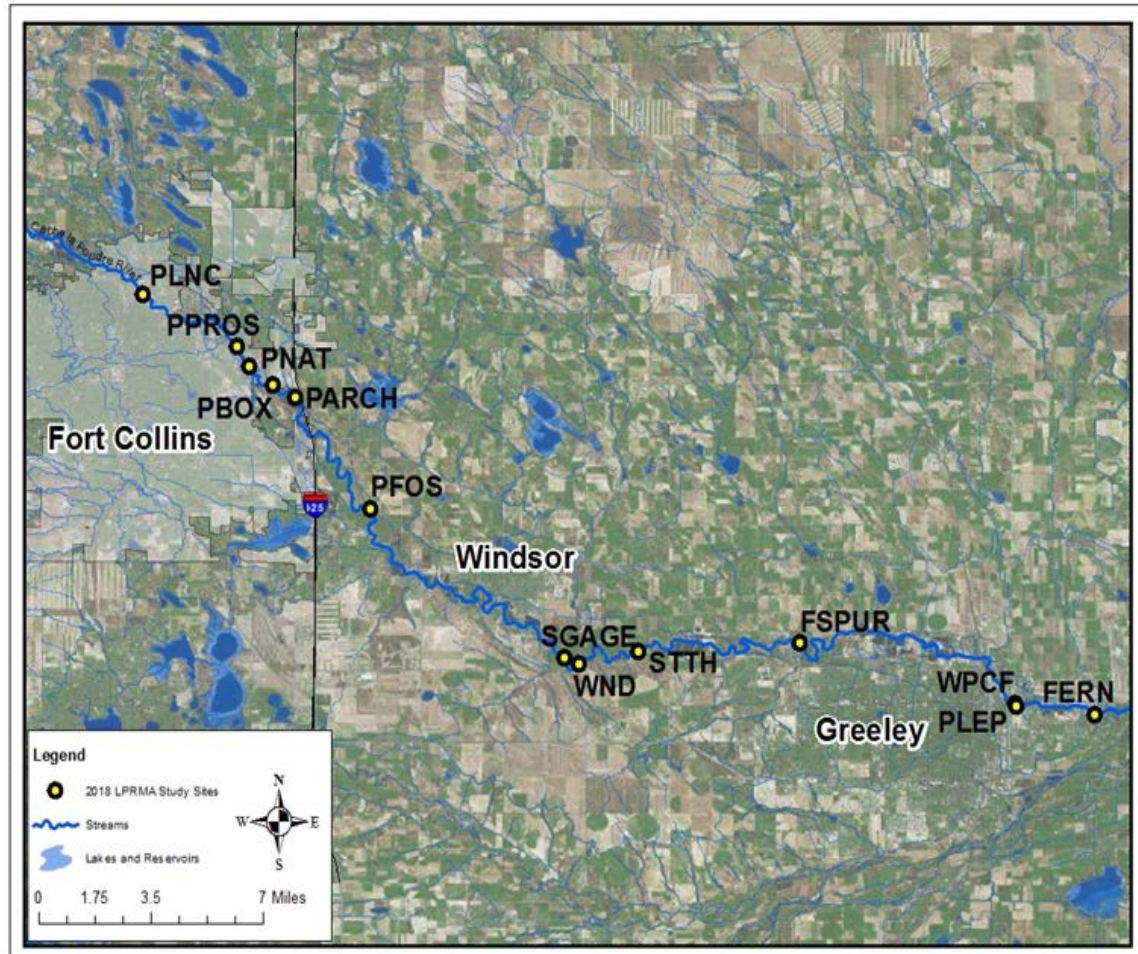 Cache la Poudre River
PLNC
PPROS
PNAT
PBOX
PARCH
Fort Collins
PFOS
I-25
Windsor
SGAGE
WND
STTH
FSPUR
WPCF
PLEP
FERN
Greeley
Legend
2018 LPRMA Study Sites
Streams
Lakes and Reservoirs
N
W
E
S
0 1.75 3.5 7 Miles